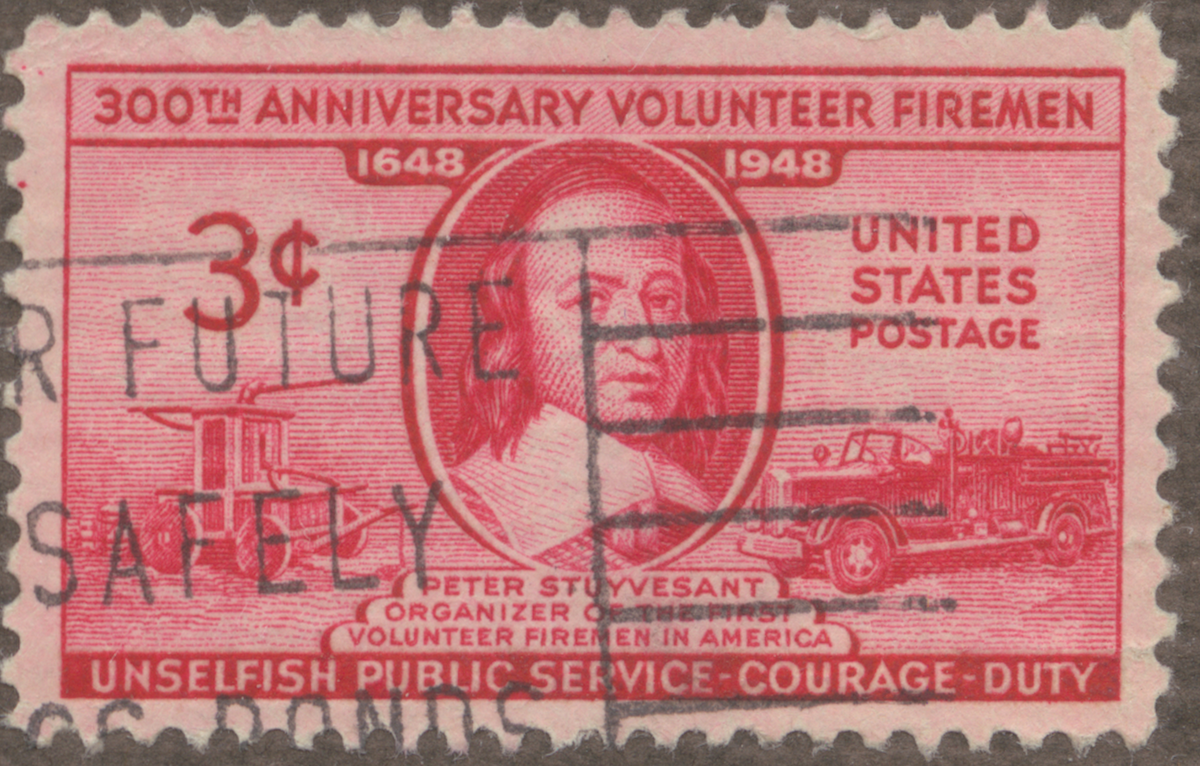 300TH ANNIVERSARY VOLUNTEER FIREMEN
1648 1948
3¢
UNITED
STATES
POSTAGE
R FUTURE
SAFELY
BONDS
PETER STUYVESANT
ORGANIZER OF THE FIRST
VOLUNTEER FIREMEN IN AMERICA
UNSELFISH PUBLIC SERVICE-COURAGE-DUTY